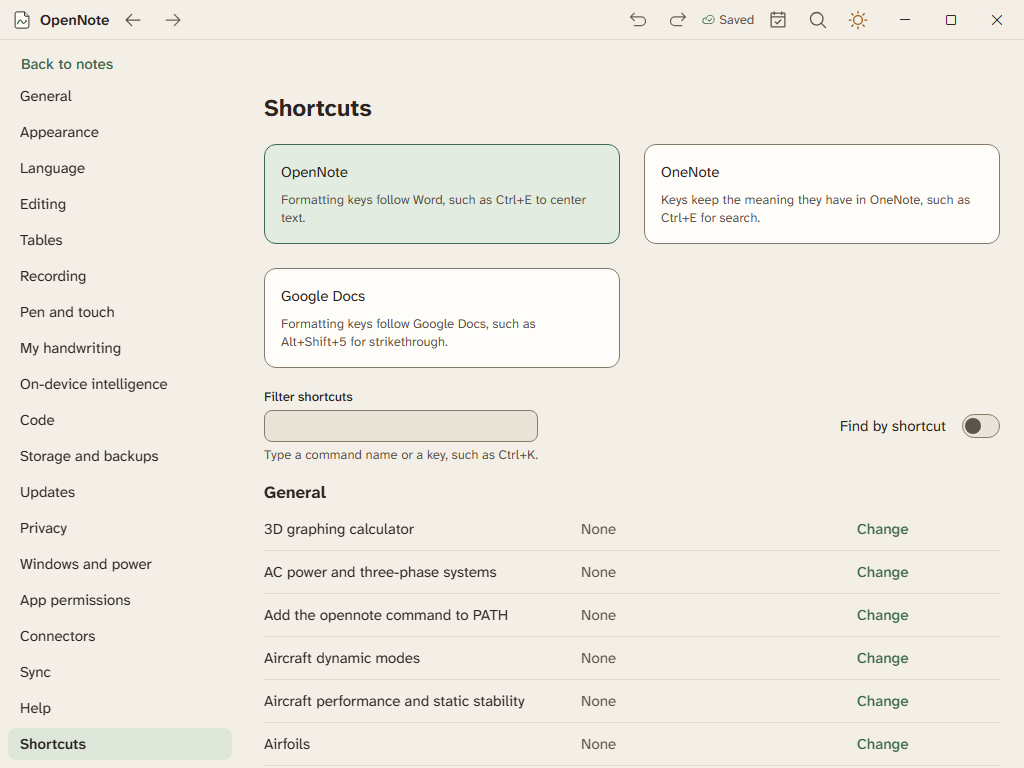 OpenNote
Saved
Back to notes
General
Appearance
Language
Editing
Tables
Recording
Pen and touch
My handwriting
On-device intelligence
Code
Storage and backups
Updates
Privacy
Windows and power
App permissions
Connectors
Sync
Help
Shortcuts
Shortcuts
OpenNote
Formatting keys follow Word, such as Ctrl+E to center
text.
OneNote
Keys keep the meaning they have in OneNote, such as
Ctrl+E for search.
Google Docs
Formatting keys follow Google Docs, such as
Alt+Shift+5 for strikethrough.
Filter shortcuts
Find by shortcut
Type a command name or a key, such as Ctrl+K.
General
3D graphing calculator None Change
AC power and three-phase systems None Change
Add the opennote command to PATH None Change
Aircraft dynamic modes None Change
Aircraft performance and static stability None Change
Airfoils None Change